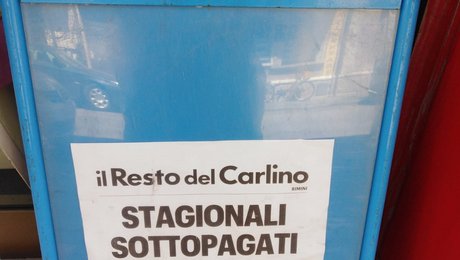 il Resto del Carlino
RIMINI
STAGIONALI
SOTTOPAGATI